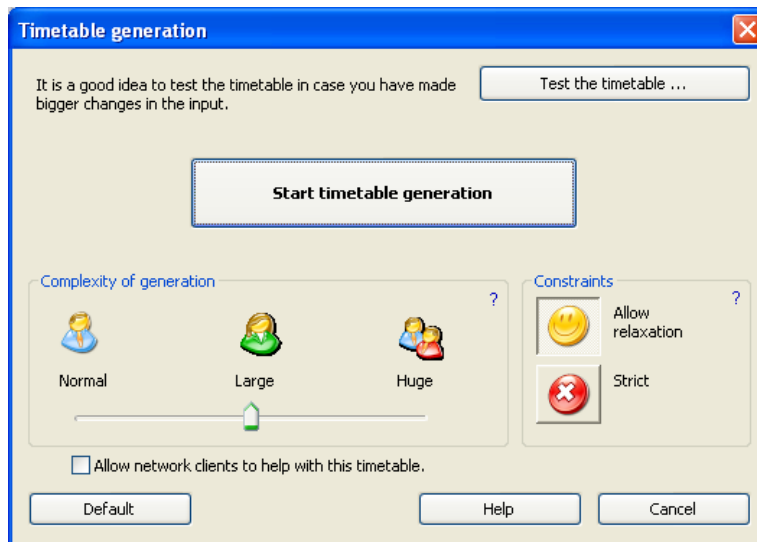 Timetable generation
It is a good idea to test the timetable in case you have made
bigger changes in the input.
Test the timetable ...
Start timetable generation
Complexity of generation
?
Normal
Large
Huge
Constraints
?
Allow
relaxation
Strict
Allow network clients to help with this timetable.
Default
Help
Cancel